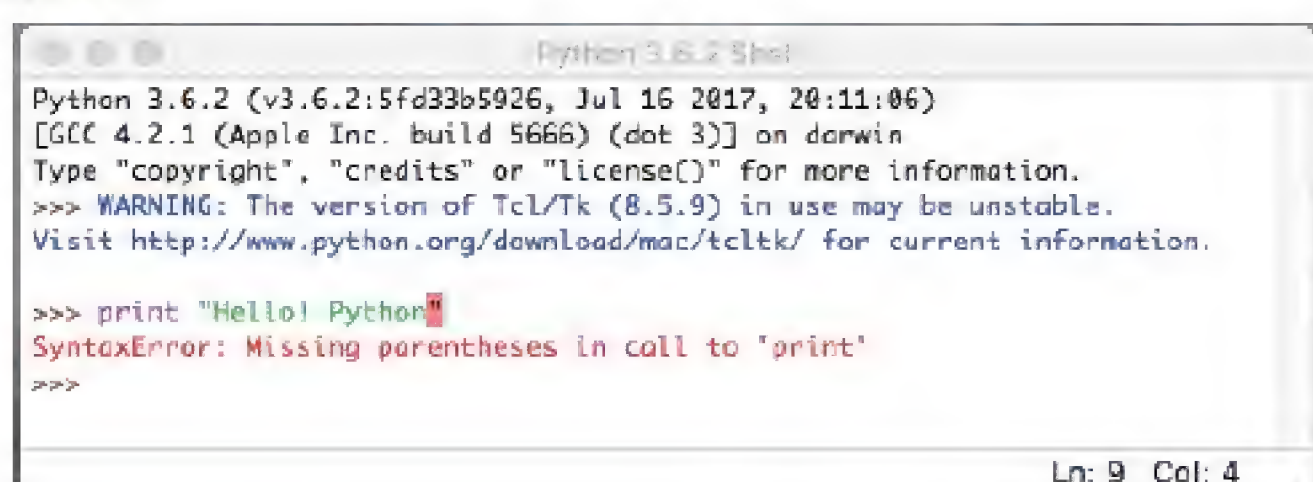 Python 3.6.2 Shell
Python 3.6.2 (v3.6.2:5fd33b5926, Jul 16 2017, 20:11:06)
[GCC 4.2.1 (Apple Inc. build 5666) (dot 3)] on darwin
Type "copyright", "credits" or "license()" for more information.
>>> WARNING: The version of Tcl/Tk (8.5.9) in use may be unstable.
Visit http://www.python.org/download/mac/tcltk/ for current information.
>>> print "Hello! Python"
SyntaxError: Missing parentheses in call to 'print'
>>>
Ln: 9 Col: 4